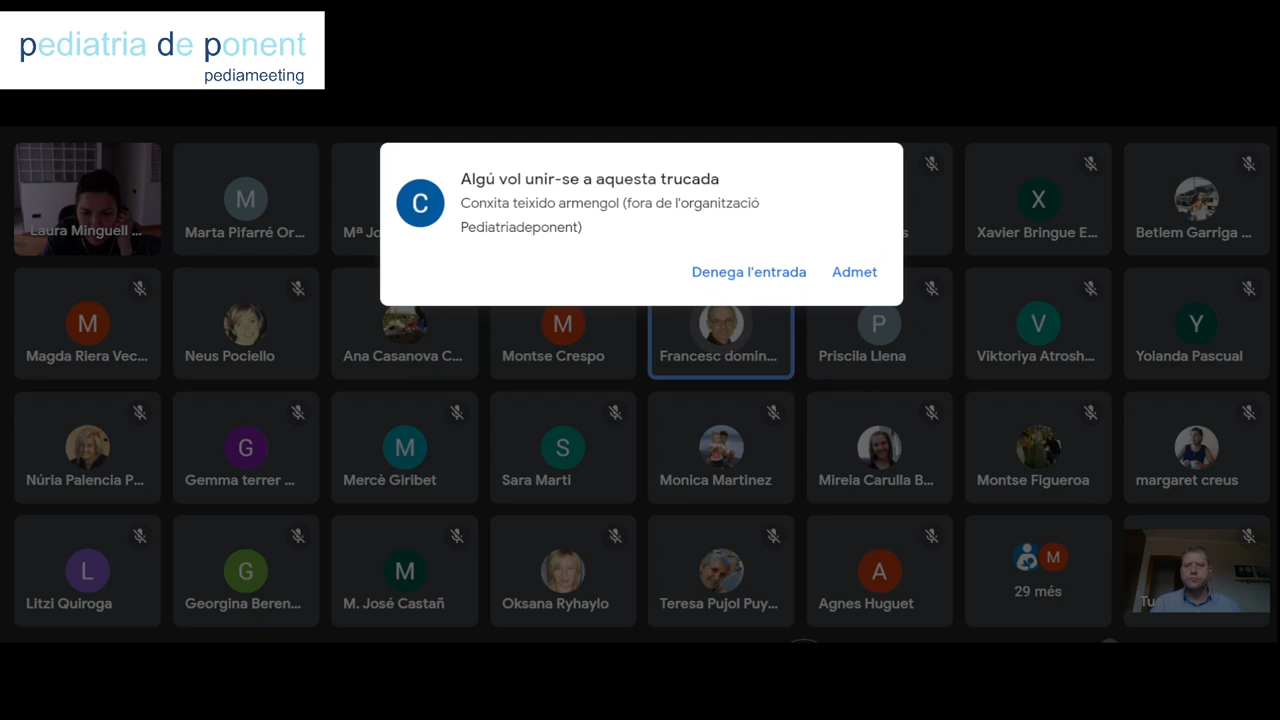 pediatria de ponent
pediameeting
Algú vol unir-se a aquesta trucada
C
Conxita teixido armengol (fora de l'organització
Pediatriadeponent)
Denega l'entrada
Admet
Laura Minguell ...
M
Marta Pifarré Or...
Mª Jo
s
X
Xavier Bringue E...
Betlem Garriga ...
M
Magda Riera Vec...
Neus Pociello
Ana Casanova C...
M
Montse Crespo
Francesc domin...
P
Priscila Llena
V
Viktoriya Atrosh...
Y
Yolanda Pascual
Núria Palencia P...
G
Gemma terrer ...
M
Mercè Giribet
S
Sara Marti
Monica Martinez
Mireia Carulla B...
Montse Figueroa
margaret creus
L
Litzi Quiroga
G
Georgina Beren...
M
M. José Castañ
Oksana Ryhaylo
Teresa Pujol Puy...
A
Agnes Huguet
M
29 més
Tu